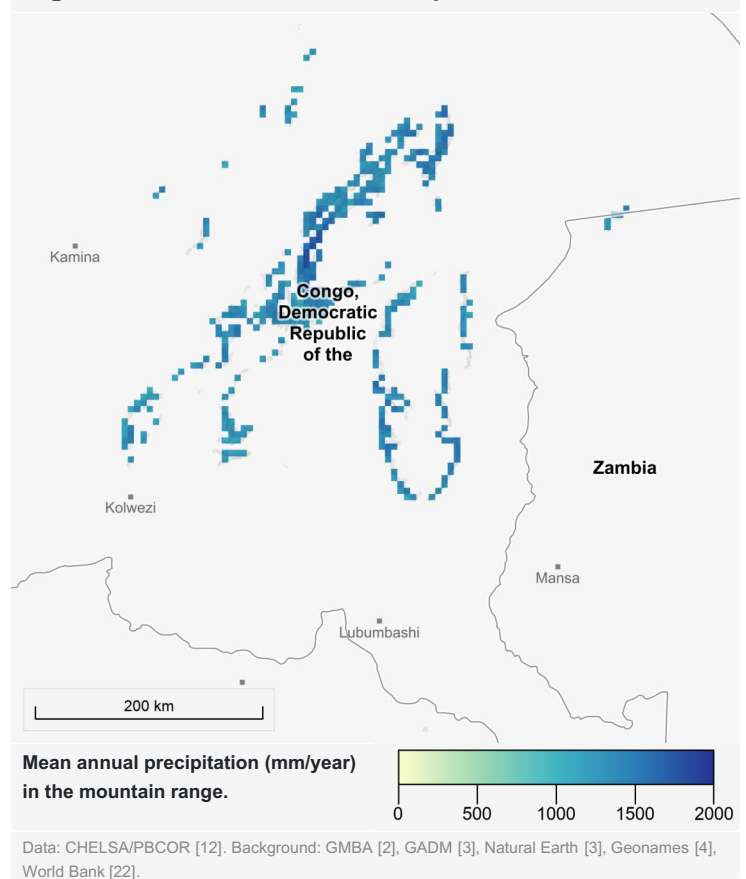 Kamina
Congo,
Democratic
Republic
of the
Zambia
Kolwezi
Mansa
Lubumbashi
200 km
Mean annual precipitation (mm/year)
in the mountain range.
0 500 1000 1500 2000
Data: CHELSA/PBCOR [12]. Background: GMBA [2], GADM [3], Natural Earth [3], Geonames [4],
World Bank [22].